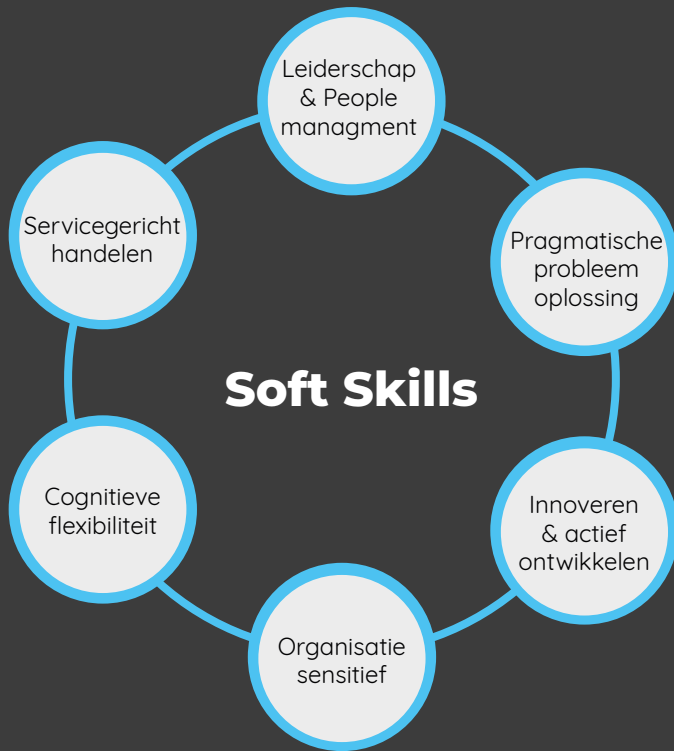 Leiderschap
& People
managment
Servicegericht
handelen
Pragmatische
probleem
oplossing
Soft Skills
Cognitieve
flexibiliteit
Innoveren
& actief
ontwikkelen
Organisatie
sensitief